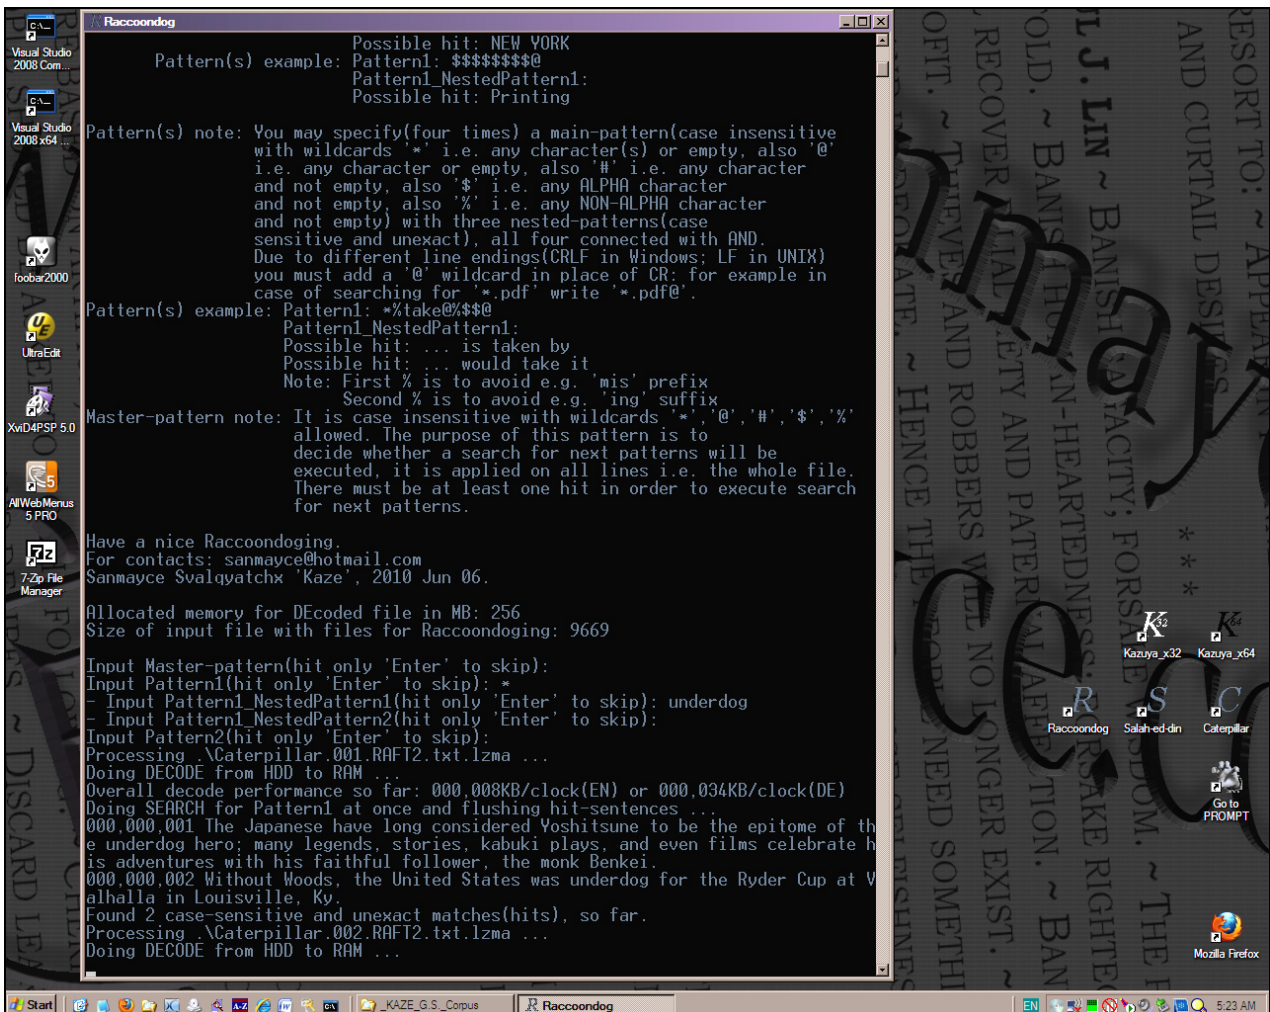 Raccoondog
Possible hit: NEW YORK
Pattern(s) example: Pattern1: $$$$$$$$@
Pattern1_NestedPattern1:
Possible hit: Printing
Pattern(s) note: You may specify(four times) a main-pattern(case insensitive
with wildcards '*' i.e. any character(s) or empty, also '@'
i.e. any character or empty, also '#' i.e. any character
and not empty, also '$' i.e. any ALPHA character
and not empty, also '%' i.e. any NON-ALPHA character
and not empty) with three nested-patterns(case
sensitive and unexact), all four connected with AND.
Due to different line endings(CRLF in Windows; LF in UNIX)
you must add a '@' wildcard in place of CR: for example in
case of searching for '*.pdf' write '*.pdf@'.
Pattern(s) example: Pattern1: *%take@%$$@
Pattern1_NestedPattern1:
Possible hit: ... is taken by
Possible hit: ... would take it
Note: First % is to avoid e.g. 'mis' prefix
Second % is to avoid e.g. 'ing' suffix
Master-pattern note: It is case insensitive with wildcards '*','@','#','$','%'
allowed. The purpose of this pattern is to
decide whether a search for next patterns will be
executed, it is applied on all lines i.e. the whole file.
There must be at least one hit in order to execute search
for next patterns.
Have a nice Raccoondoging.
For contacts: sanmayce@hotmail.com
Sanmayce Svalqyatchx 'Kaze', 2010 Jun 06.
Allocated memory for DEcoded file in MB: 256
Size of input file with files for Raccoondoging: 9669
Input Master-pattern(hit only 'Enter' to skip):
Input Pattern1(hit only 'Enter' to skip): *
- Input Pattern1_NestedPattern1(hit only 'Enter' to skip): underdog
- Input Pattern1_NestedPattern2(hit only 'Enter' to skip):
Input Pattern2(hit only 'Enter' to skip):
Processing .\Caterpillar.001.RAFT2.txt.lzma ...
Doing DECODE from HDD to RAM ...
Overall decode performance so far: 000,008KB/clock(EN) or 000,034KB/clock(DE)
Doing SEARCH for Pattern1 at once and flushing hit-sentences ...
000,000,001 The Japanese have long considered Yoshitsune to be the epitome of th
e underdog hero; many legends, stories, kabuki plays, and even films celebrate h
is adventures with his faithful follower, the monk Benkei.
000,000,002 Without Woods, the United States was underdog for the Ryder Cup at V
alhalla in Louisville, Ky.
Found 2 case-sensitive and unexact matches(hits), so far.
Processing .\Caterpillar.002.RAFT2.txt.lzma ...
Doing DECODE from HDD to RAM ...
Visual Studio
2008 Com...
Visual Studio
2008 x64 ...
foobar2000
UltraEdit
XviD4PSP 5.0
AllWebMenus
5 PRO
7-Zip File
Manager
Kazuya_x32
Kazuya_x64
Raccoondog
Salah-ed-din
Caterpillar
Go to
PROMPT
Mozilla Firefox
Start
_KAZE_G.S._Corpus
Raccoondog
EN
5:23 AM